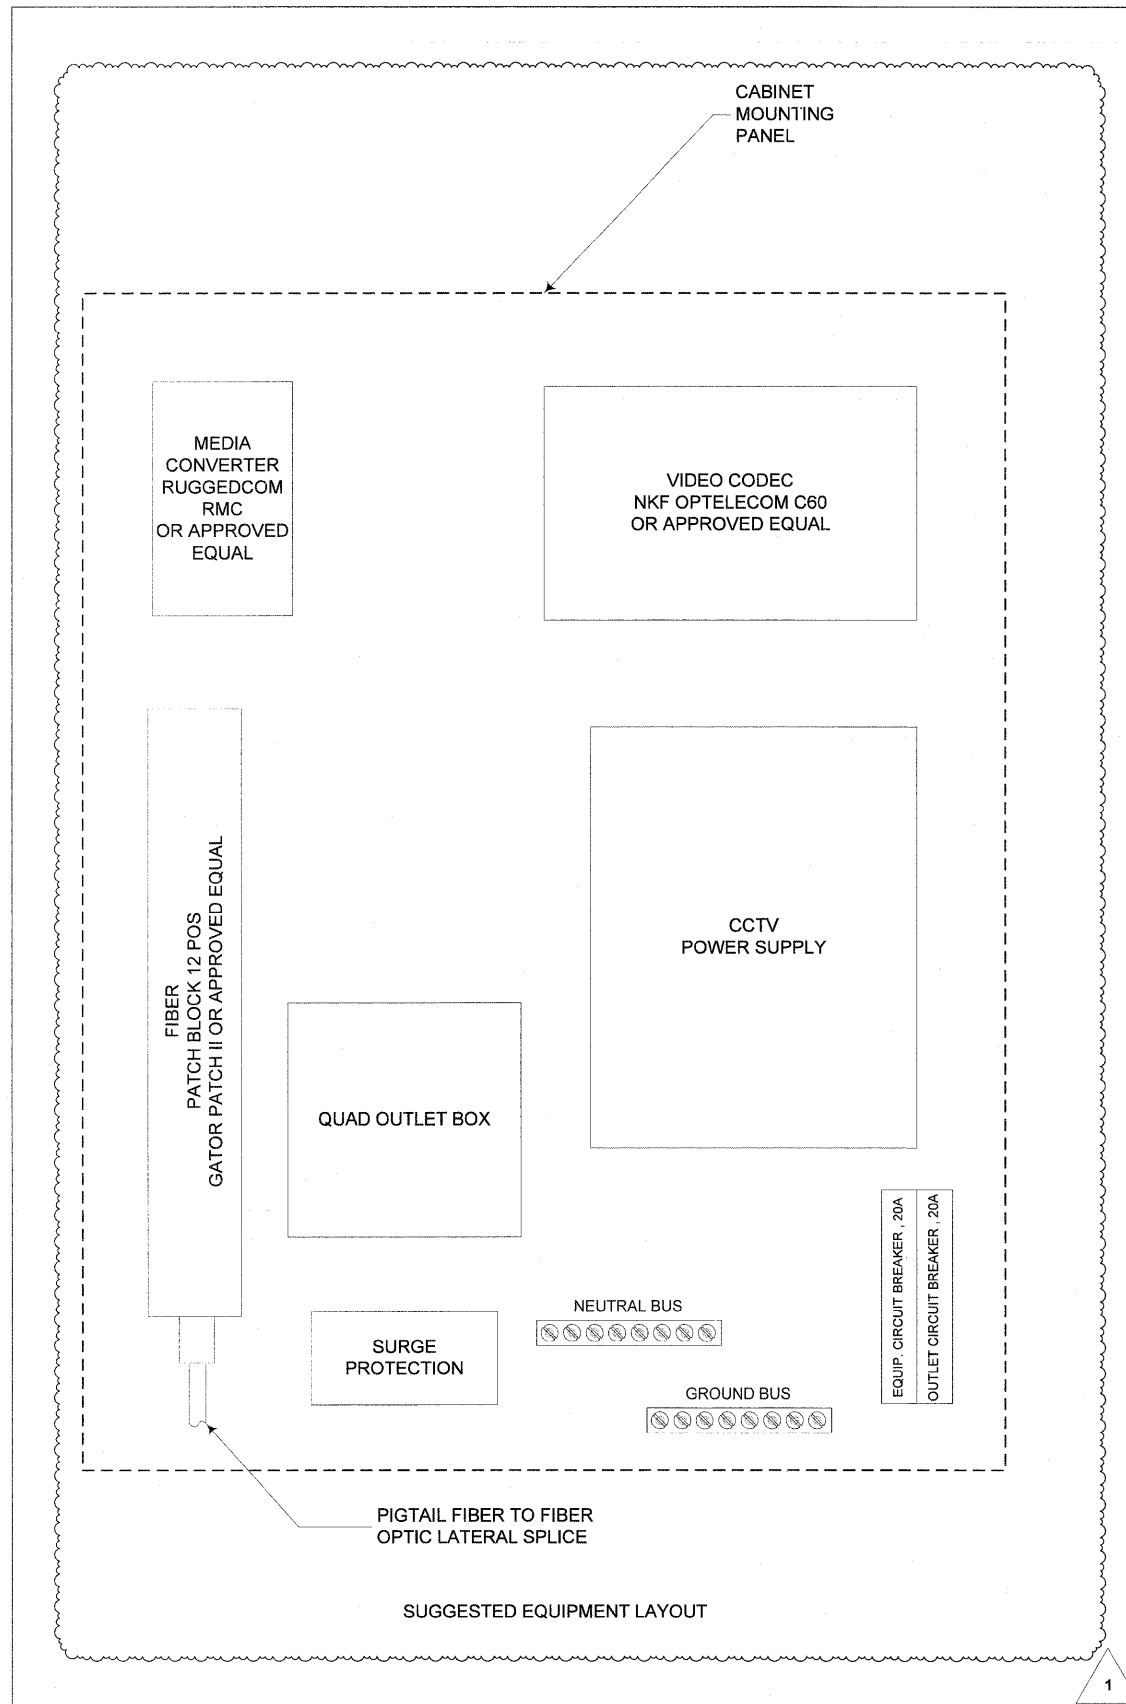 CABINET
MOUNTING
PANEL
MEDIA
CONVERTER
RUGGEDCOM
RMC
OR APPROVED
EQUAL
VIDEO CODEC
NKF OPTELECOM C60
OR APPROVED EQUAL
FIBER
PATCH BLOCK 12 POS
GATOR PATCH II OR APPROVED EQUAL
CCTV
POWER SUPPLY
QUAD OUTLET BOX
EQUIP. CIRCUIT BREAKER , 20A
OUTLET CIRCUIT BREAKER , 20A
NEUTRAL BUS
SURGE
PROTECTION
GROUND BUS
PIGTAIL FIBER TO FIBER
OPTIC LATERAL SPLICE
SUGGESTED EQUIPMENT LAYOUT
1